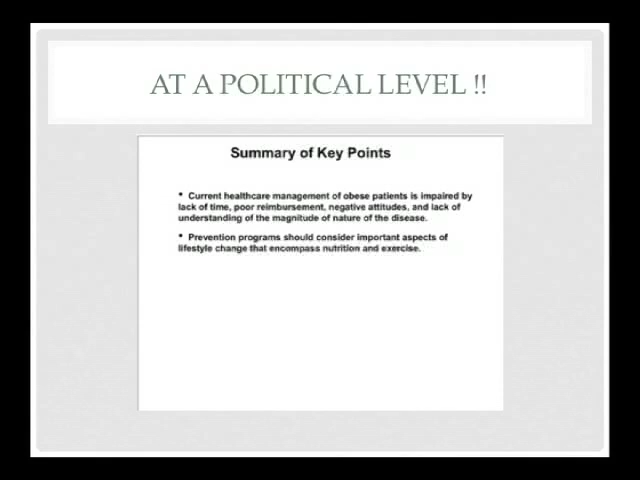 AT A POLITICAL LEVEL !!
Summary of Key Points
• Current healthcare management of obese patients is impaired by
lack of time, poor reimbursement, negative attitudes, and lack of
understanding of the magnitude of nature of the disease.
• Prevention programs should consider important aspects of
lifestyle change that encompass nutrition and exercise.